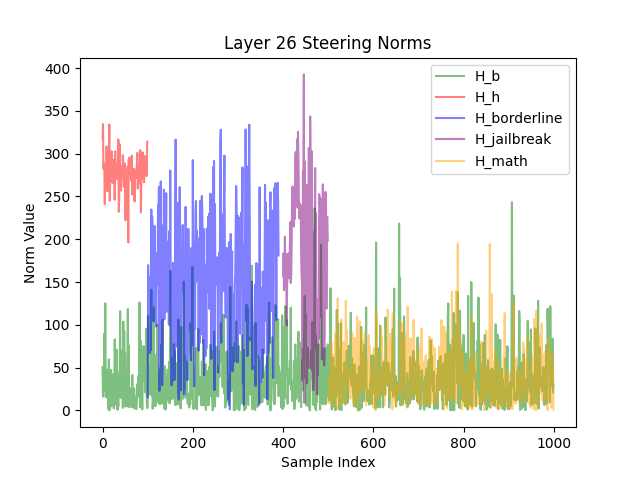 Layer 26 Steering Norms
400
350
300
250
200
150
100
50
0
Norm Value
0
200
400
600
800
1000
Sample Index
H_b
H_h
H_borderline
H_jailbreak
H_math